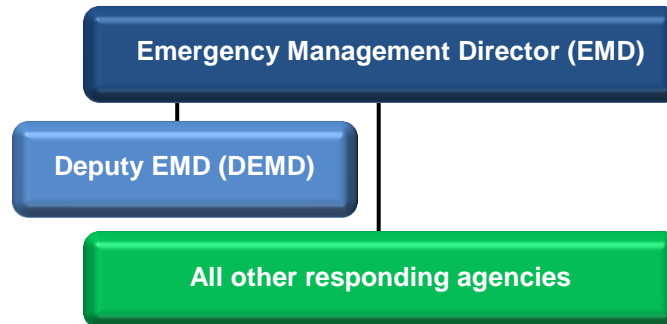 Emergency Management Director (EMD)
Deputy EMD (DEMD)
All other responding agencies